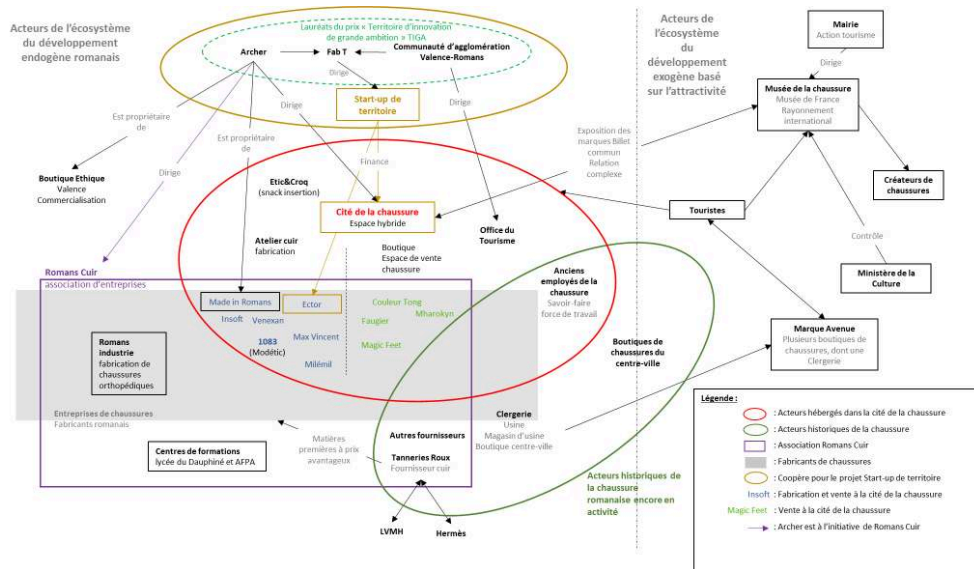 Acteurs de l'écosystème
du développement
endogène romanais
Lauréats du prix « Territoire d'innovation
de grande ambition » TIGA
Archer
Fab T
Communauté d'agglomération
Valence-Romans
Dirige
Start-up de
territoire
Dirige
Dirige
Est propriétaire
de
Est propriétaire
de
Dirige
Finance
Boutique Ethique
Valence
Commercialisation
Etic&Croq
(snack insertion)
Cité de la chaussure
Espace hybride
Office du
Tourisme
Atelier cuir
fabrication
Boutique
Espace de vente
chaussure
Romans Cuir
association d'entreprises
Made in Romans
Ector
Insoft
Venexan
1083
(Modétic)
Max Vincent
Milémil
Couleur Tong
Mharokyn
Faugier
Magic Feet
Anciens
employés de la
chaussure
Savoir-faire
force de travail
Boutiques de
chaussures du
centre-ville
Romans
industrie
fabrication de
chaussures
orthopédiques
Entreprises de chaussures
Fabricants romanais
Clergerie
Usine
Magasin d'usine
Boutique centre-ville
Centres de formations
lycée du Dauphiné et AFPA
Matières
premières à prix
avantageux
Autres fournisseurs
Tanneries Roux
Fournisseur cuir
LVMH
Hermès
Acteurs historiques de
la chaussure
romanaise encore en
activité
Acteurs de
l'écosystème
du
développement
exogène basé
sur l'attractivité
Mairie
Action tourisme
Dirige
Musée de la chaussure
Musée de France
Rayonnement
international
Exposition des
marques Billet
commun
Relation
complexe
Créateurs de
chaussures
Touristes
Contrôle
Ministère de la
Culture
Marque Avenue
Plusieurs boutiques de
chaussures, dont une
Clergerie
Légende :
: Acteurs hébergés dans la cité de la chaussure
: Acteurs historiques de la chaussure
: Association Romans Cuir
: Fabricants de chaussures
: Coopère pour le projet Start-up de territoire
Insoft : Fabrication et vente à la cité de la chaussure
Magic Feet : Vente à la cité de la chaussure
: Archer est à l'initiative de Romans Cuir